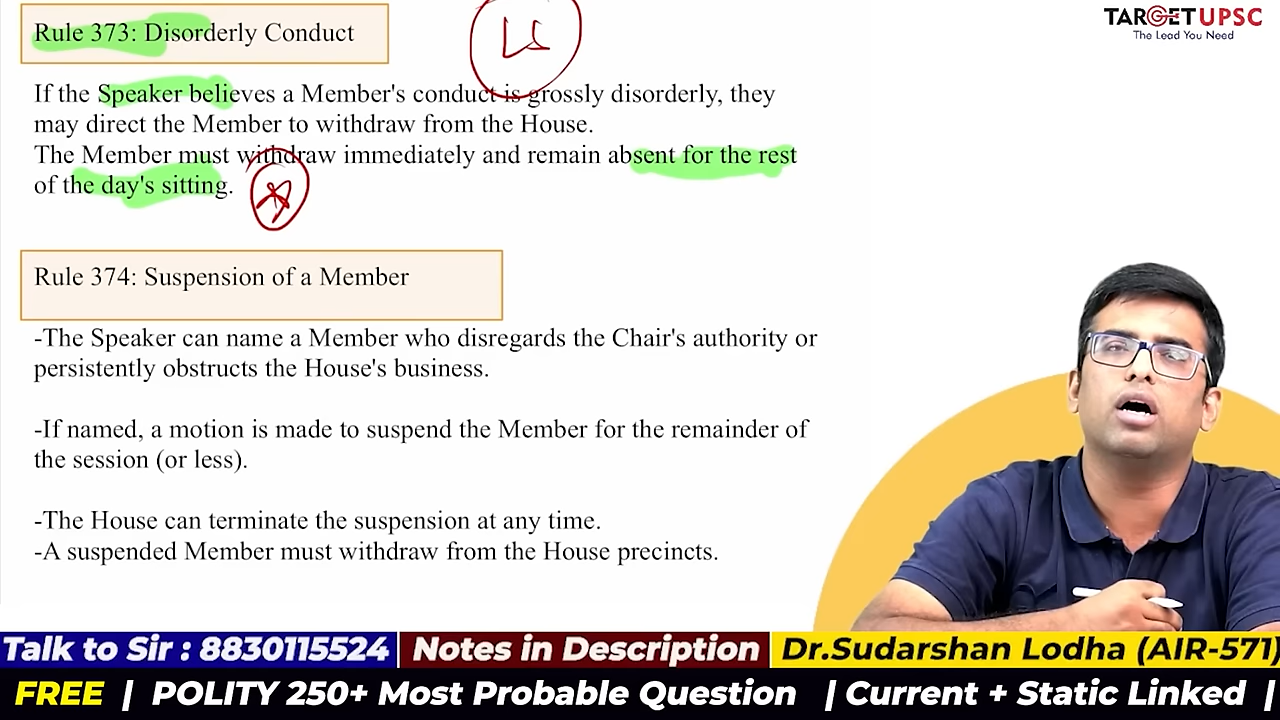 Rule 373: Disorderly Conduct
LS
TARGET UPSC
The Lead You Need
If the Speaker believes a Member's conduct is grossly disorderly, they
may direct the Member to withdraw from the House.
The Member must withdraw immediately and remain absent for the rest
of the day's sitting.
Rule 374: Suspension of a Member
-The Speaker can name a Member who disregards the Chair's authority or
persistently obstructs the House's business.
-If named, a motion is made to suspend the Member for the remainder of
the session (or less).
-The House can terminate the suspension at any time.
-A suspended Member must withdraw from the House precincts.
Talk to Sir : 8830115524 Notes in Description Dr.Sudarshan Lodha (AIR-571)
FREE | POLITY 250+ Most Probable Question | Current + Static Linked |